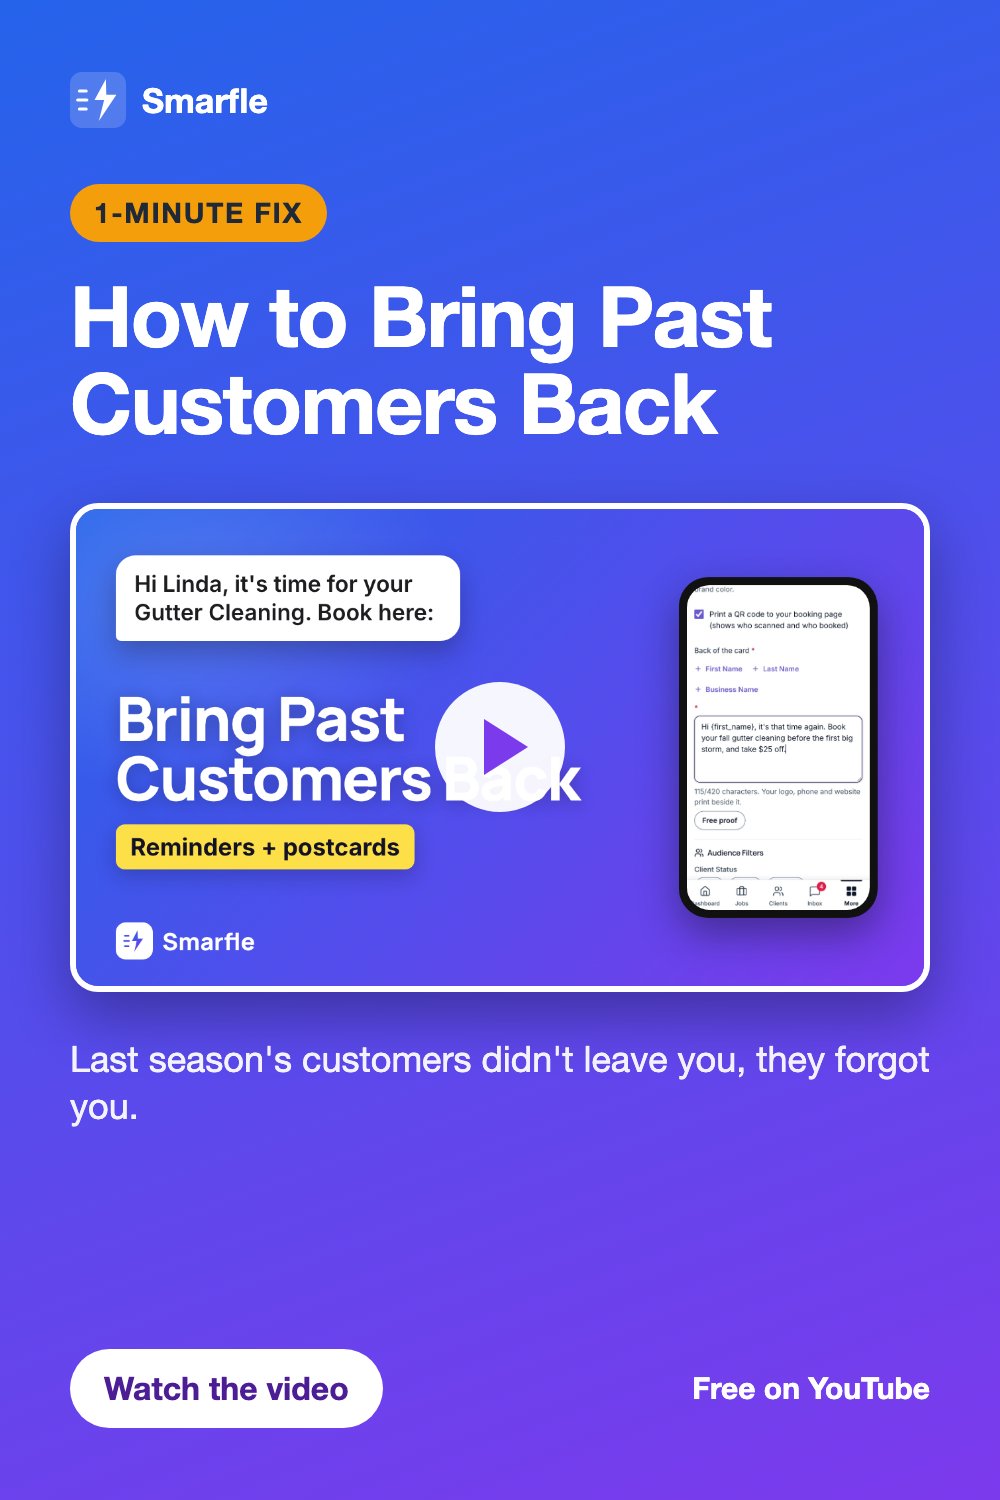 Smarfle
1-MINUTE FIX
How to Bring Past
Customers Back
Hi Linda, it's time for your
Gutter Cleaning. Book here:
Bring Past
Customers Back
Reminders + postcards
Smarfle
brand color.
Print a QR code to your booking page
(shows who scanned and who booked)
Back of the card *
+ First Name + Last Name
+ Business Name
*
Hi {first_name}, it's that time again. Book
your fall gutter cleaning before the first big
storm, and take $25 off.
115/420 characters. Your logo, phone and website
print beside it.
Free proof
Audience Filters
Client Status
ashboard Jobs Clients Inbox More
4
Last season's customers didn't leave you, they forgot
you.
Watch the video
Free on YouTube